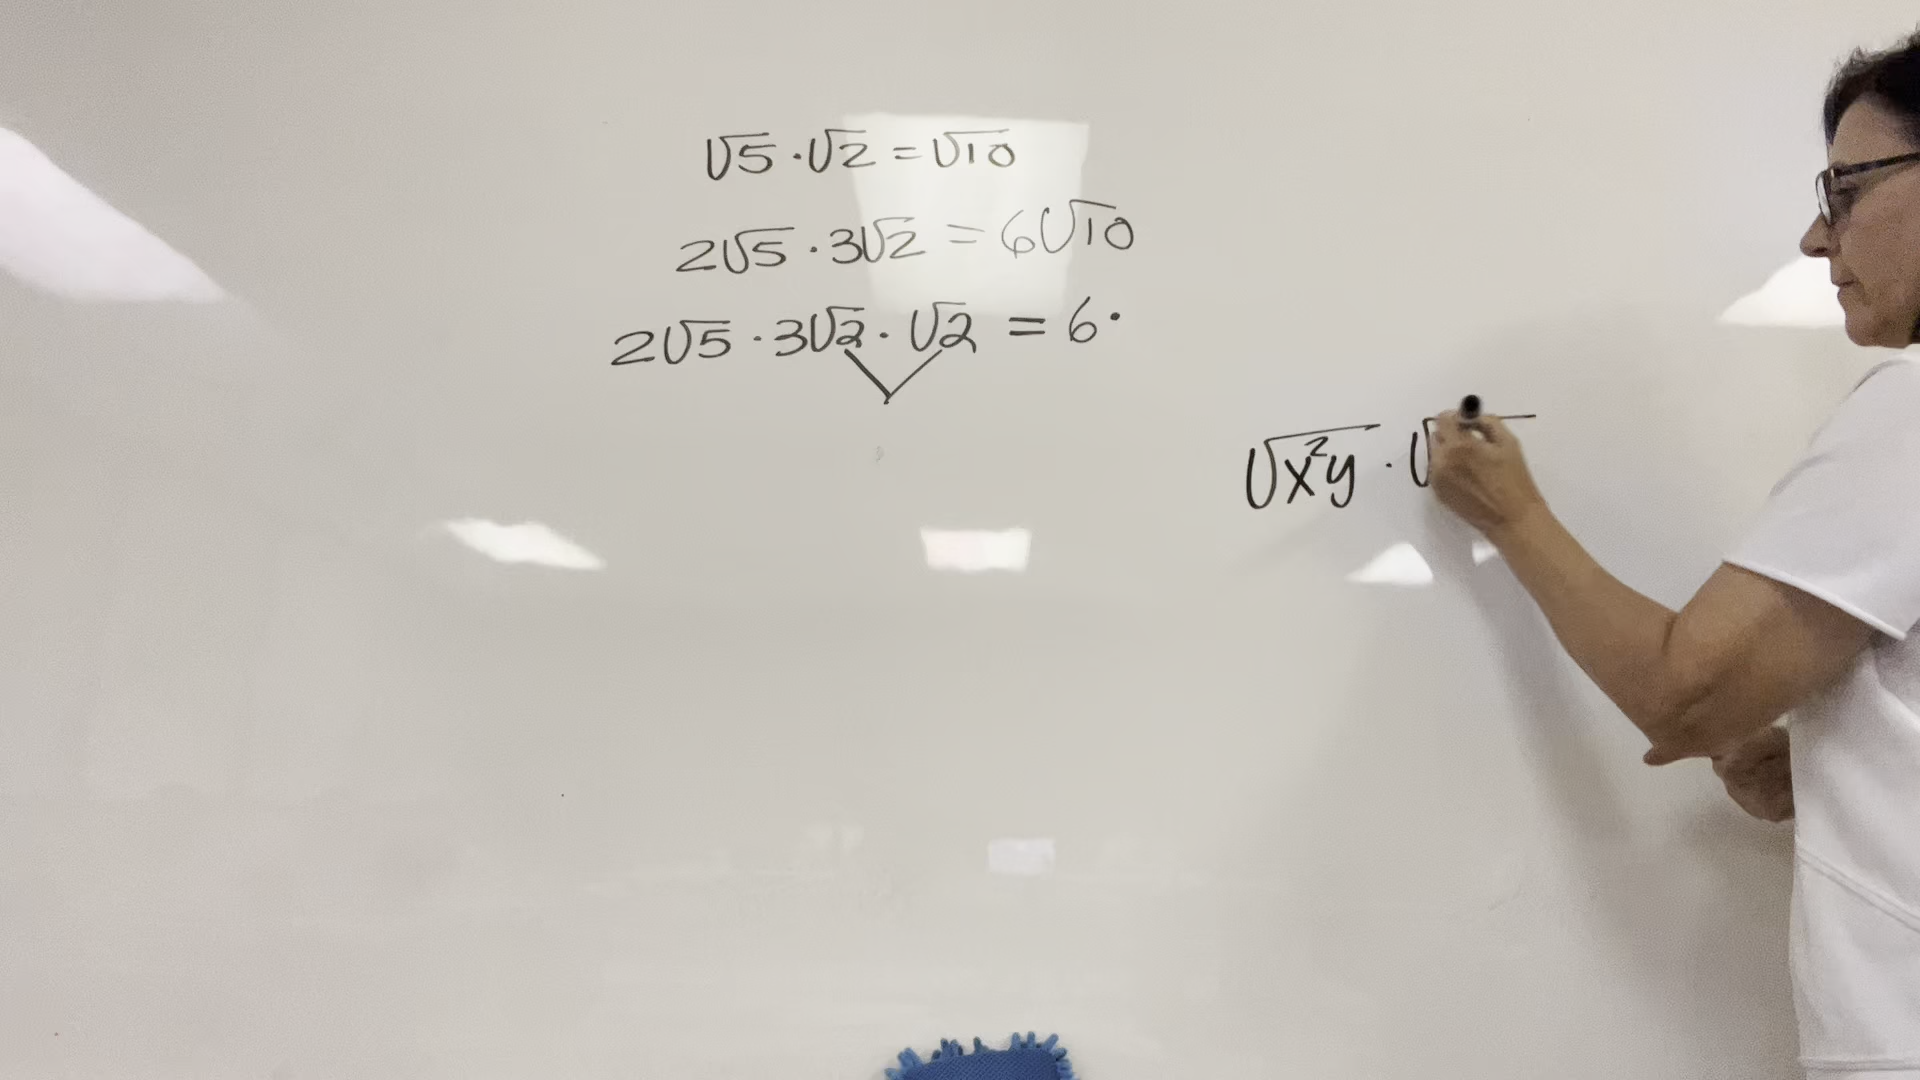 √5 · √2 = √10
2√5 · 3√2 = 6√10
2√5 · 3√2 · √2 = 6 ·
√x²y · √